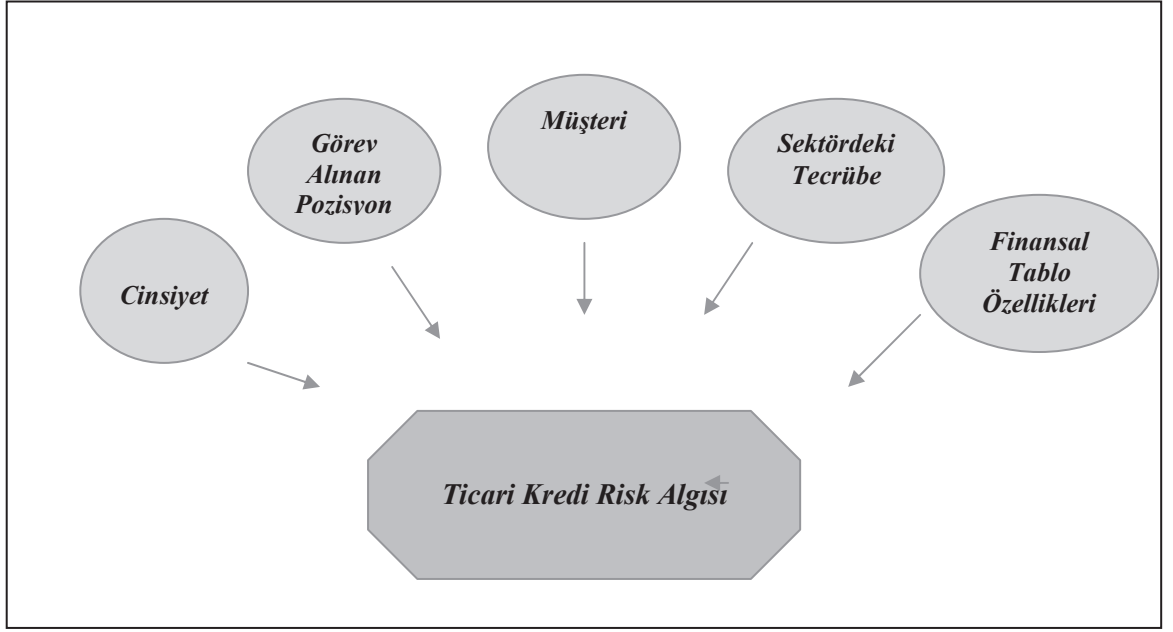 Cinsiyet
Görev
Alınan
Pozisyon
Müşteri
Sektördeki
Tecrübe
Finansal
Tablo
Özellikleri
Ticari Kredi Risk Algısı